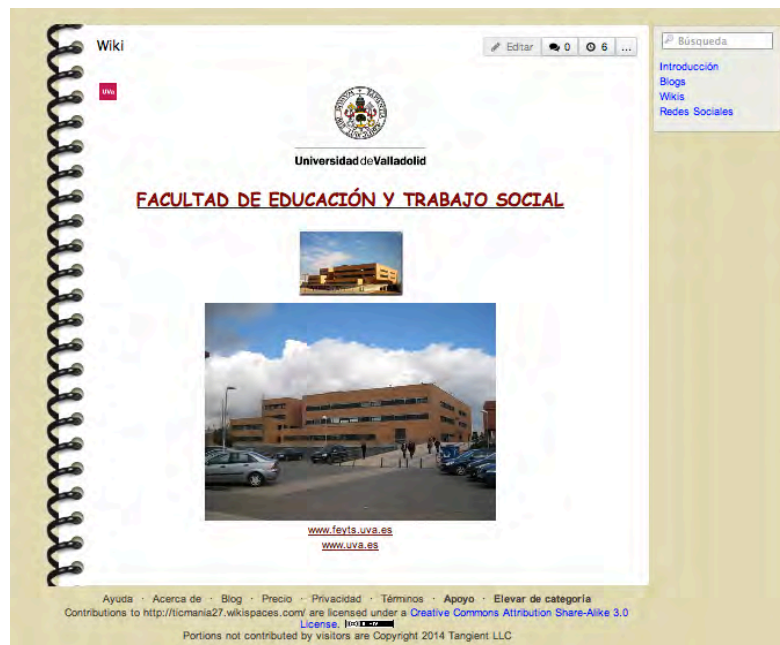 Wiki
Editar 0 6 ...
Búsqueda
Introducción
Blogs
Wikis
Redes Sociales
UVa
Universidad de Valladolid
FACULTAD DE EDUCACIÓN Y TRABAJO SOCIAL
www.feyts.uva.es
www.uva.es
Ayuda · Acerca de · Blog · Precio · Privacidad · Términos · Apoyo · Elevar de categoría
Contributions to http://ticmania27.wikispaces.com/ are licensed under a Creative Commons Attribution Share-Alike 3.0
License.
Portions not contributed by visitors are Copyright 2014 Tangient LLC